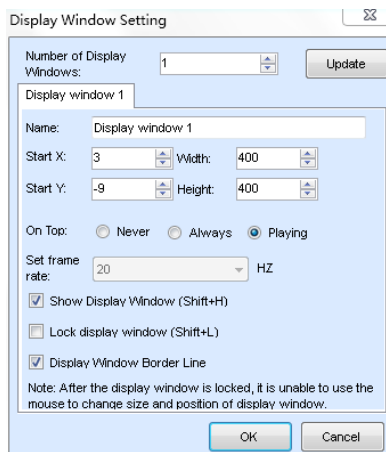 Display Window Setting
Number of Display
Windows:
1
Update
Display window 1
Name: Display window 1
Start X: 3 Width: 400
Start Y: -9 Height: 400
On Top: Never Always Playing
Set frame
rate:
20 HZ
Show Display Window (Shift+H)
Lock display window (Shift+L)
Display Window Border Line
Note: After the display window is locked, it is unable to use the
mouse to change size and position of display window.
OK Cancel